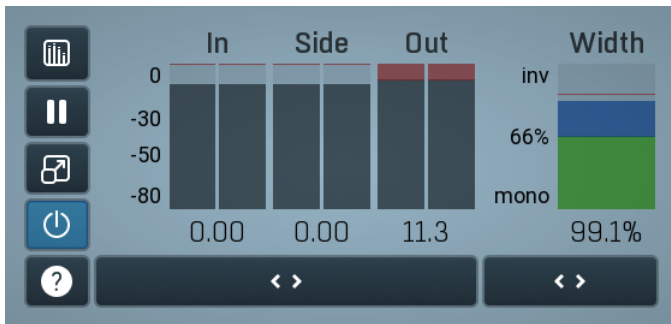 In Side Out Width
0 inv
-30
66%
-50
-80 mono
0.00 0.00 11.3 99.1%
?